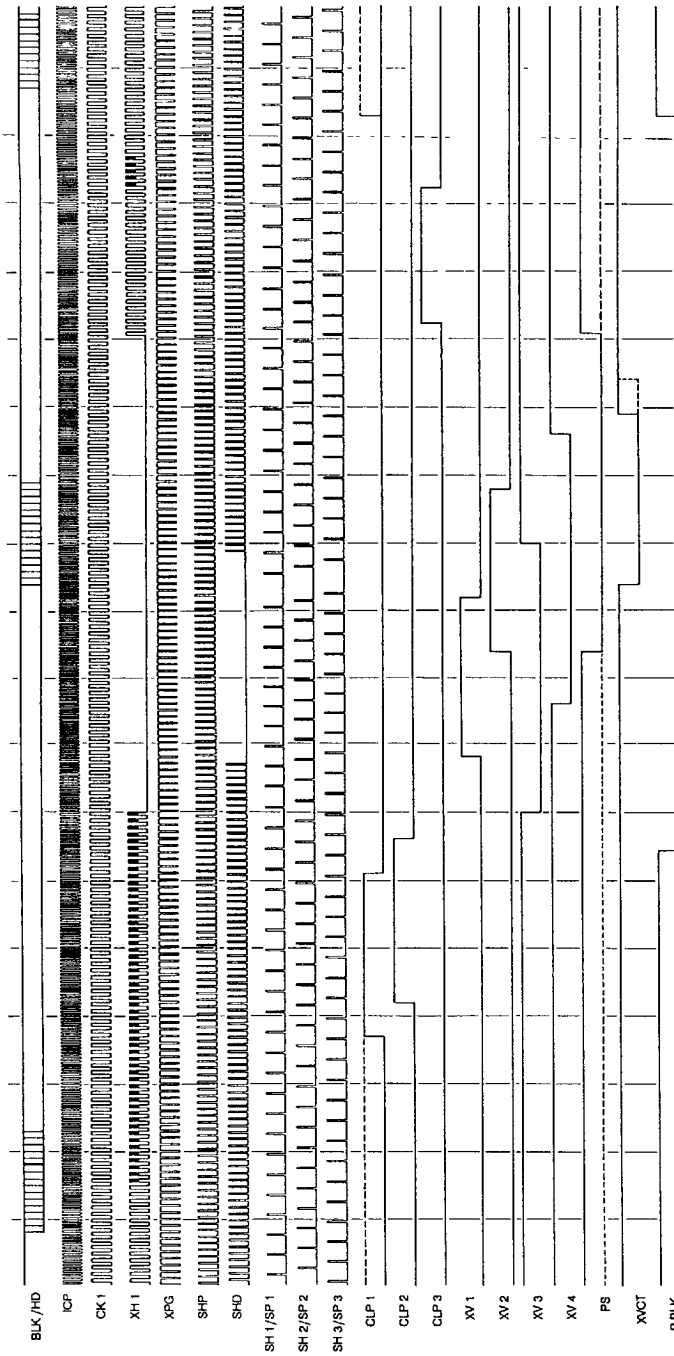 BLK /HD
ICP
CK 1
XH 1
XPG
SHP
SHD
SH 1/SP 1
SH 2/SP 2
SH 3/SP 3
CLP 1
CLP 2
CLP 3
XV 1
XV 2
XV 3
XV 4
PS
XVCT